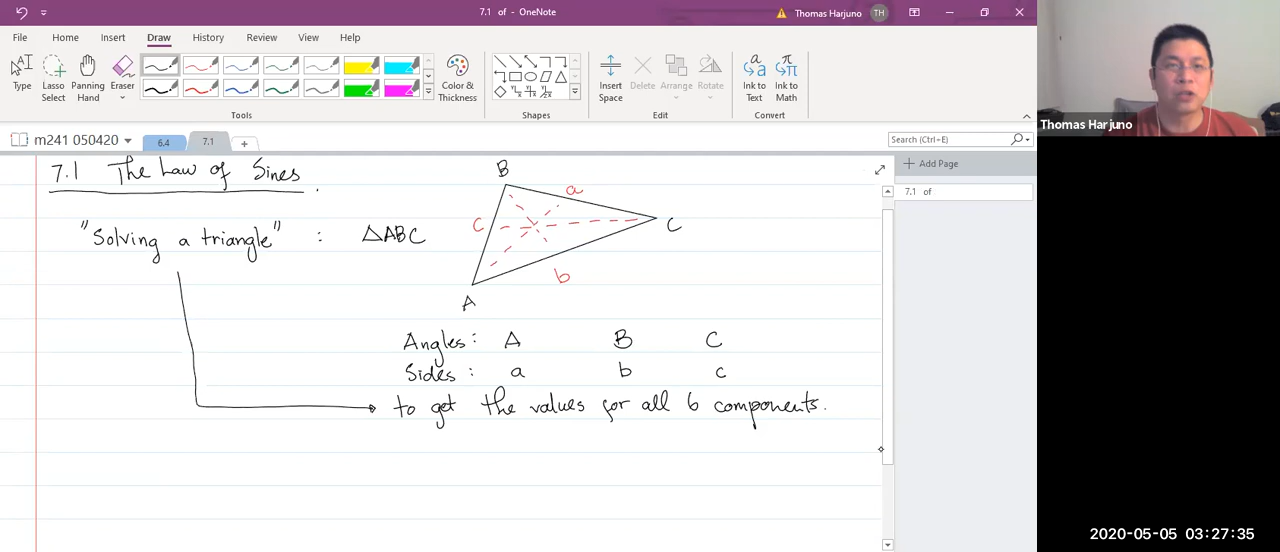 7.1 of - OneNote
Thomas Harjuno TH
File Home Insert Draw History Review View Help
Type Lasso Select Panning Hand Eraser
Color & Thickness
Insert Space Delete Arrange Rotate
Ink to Text Ink to Math
Tools Shapes Edit Convert
m241 050420 6.4 7.1
Search (Ctrl+E)
Add Page
7.1 of
Thomas Harjuno
7.1 The Law of Sines
B
a
"Solving a triangle" : △ABC
c
C
b
A
Angles: A B C
Sides: a b c
to get the values for all 6 components.
2020-05-05 03:27:35